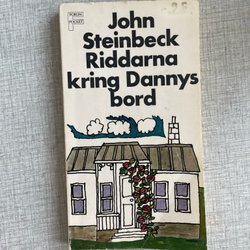 John
Steinbeck
Riddarna
kring Dannys
bord